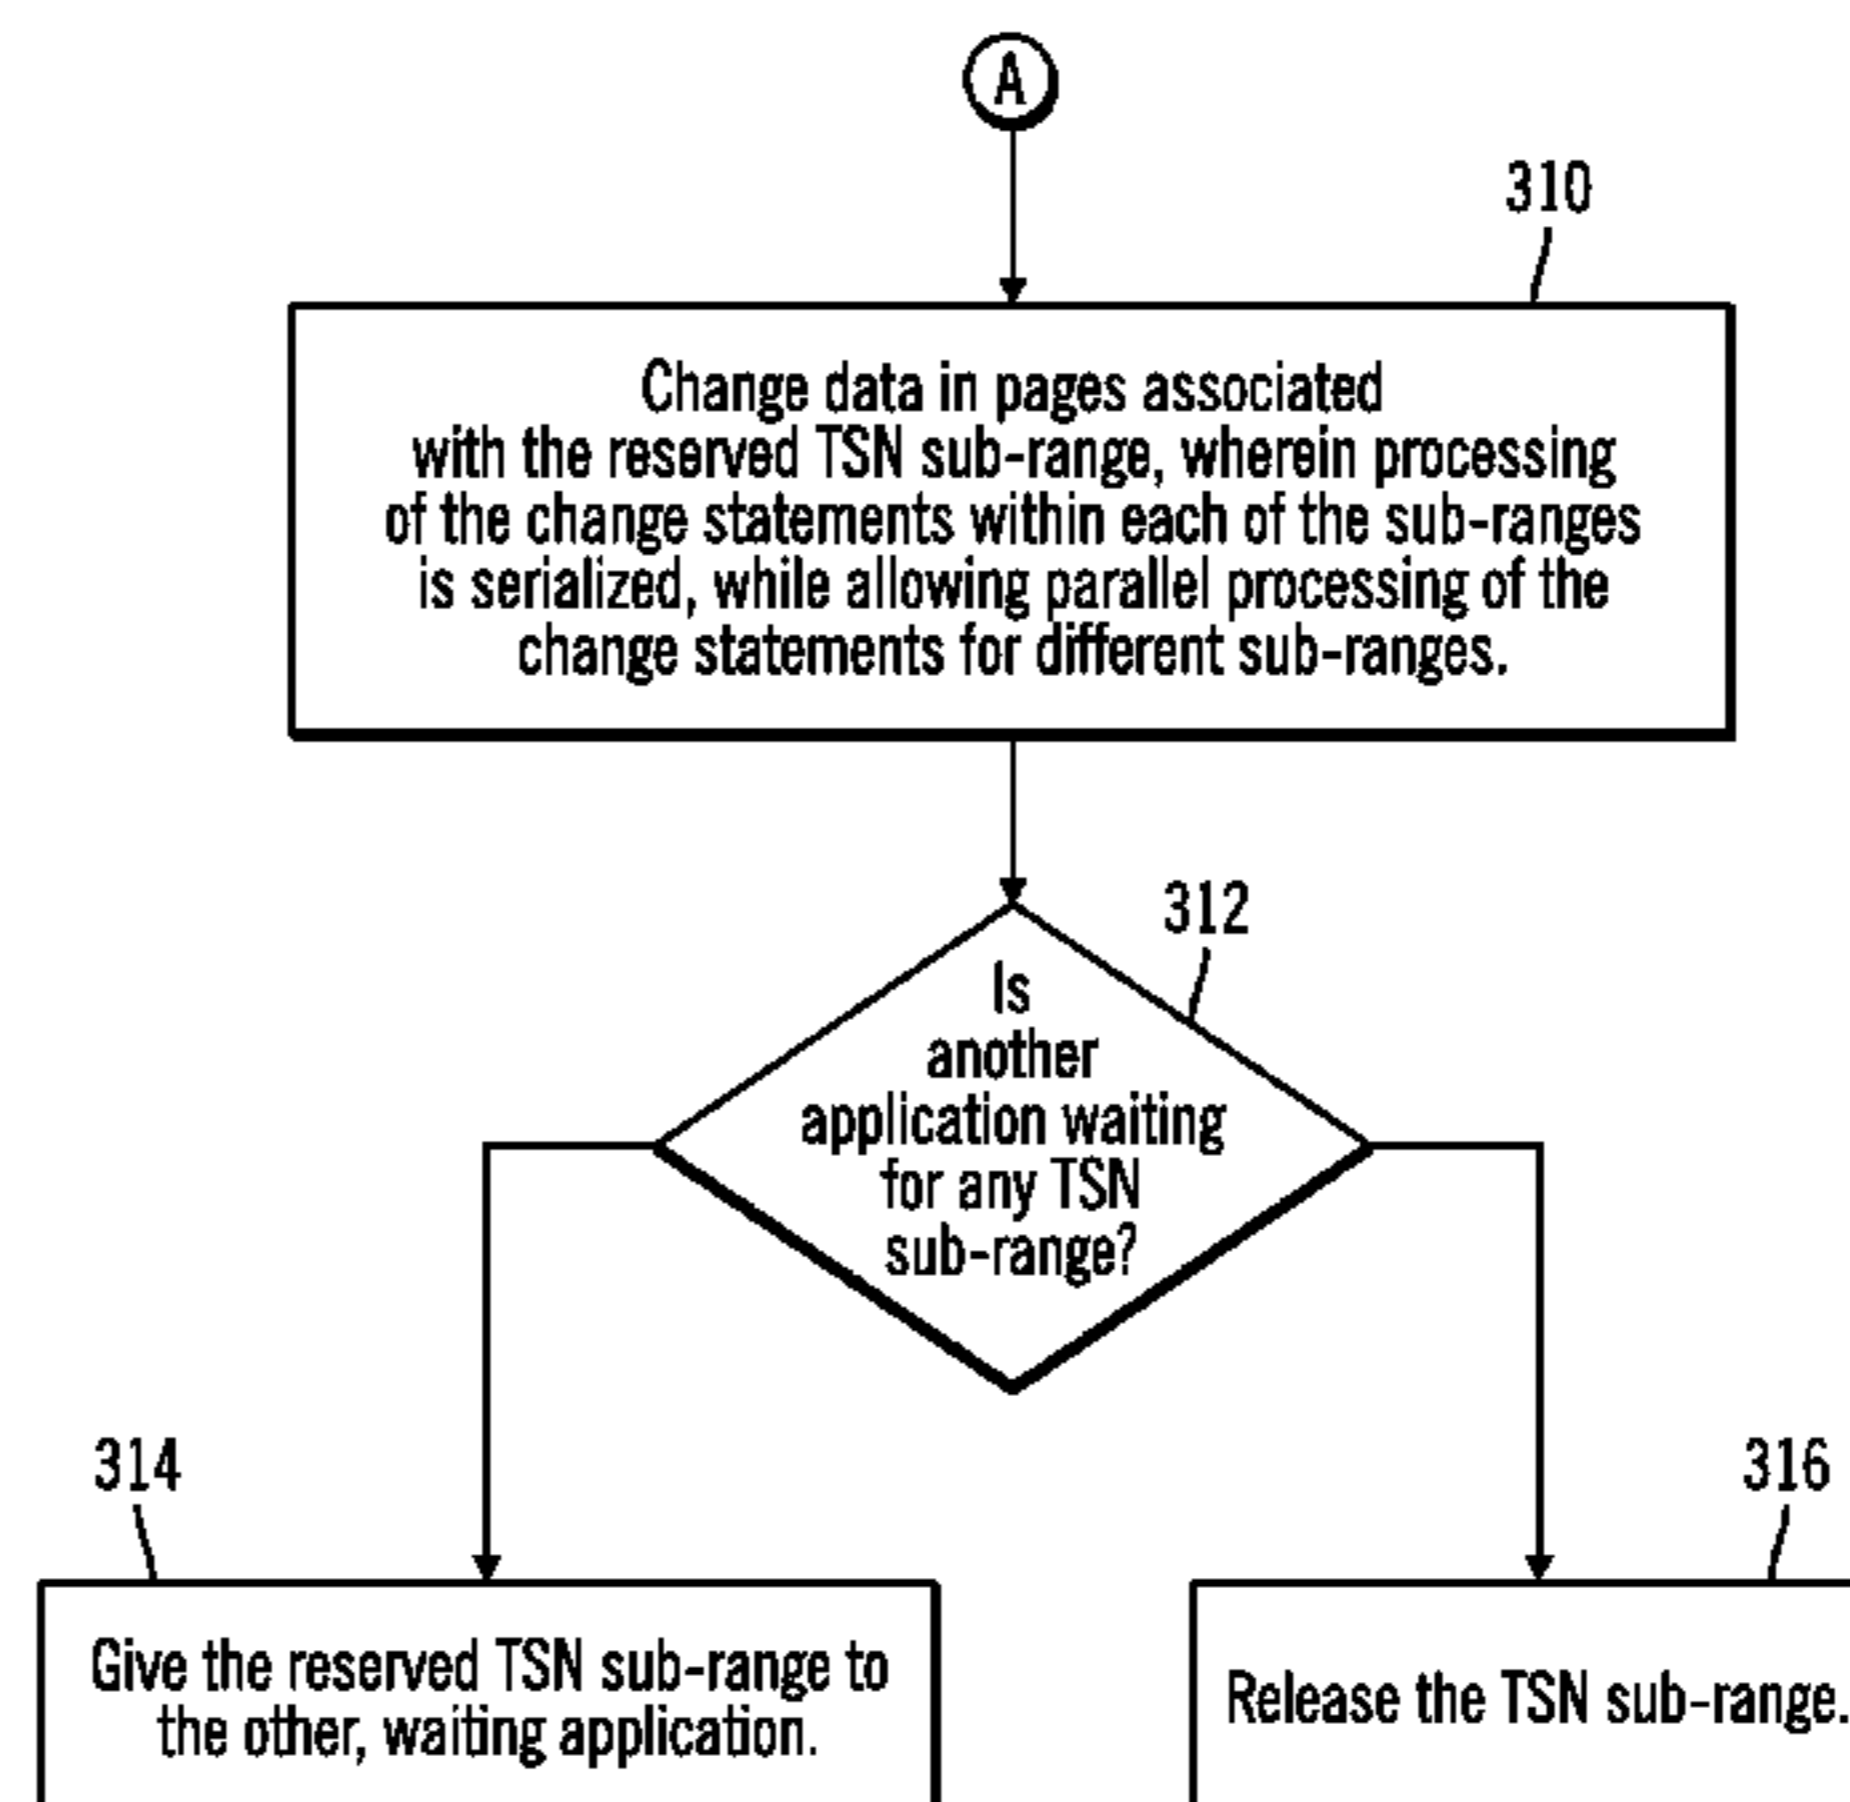 A
310
Change data in pages associated
with the reserved TSN sub-range, wherein processing
of the change statements within each of the sub-ranges
is serialized, while allowing parallel processing of the
change statements for different sub-ranges.
312
Is
another
application waiting
for any TSN
sub-range?
314
316
Give the reserved TSN sub-range to
the other, waiting application.
Release the TSN sub-range.